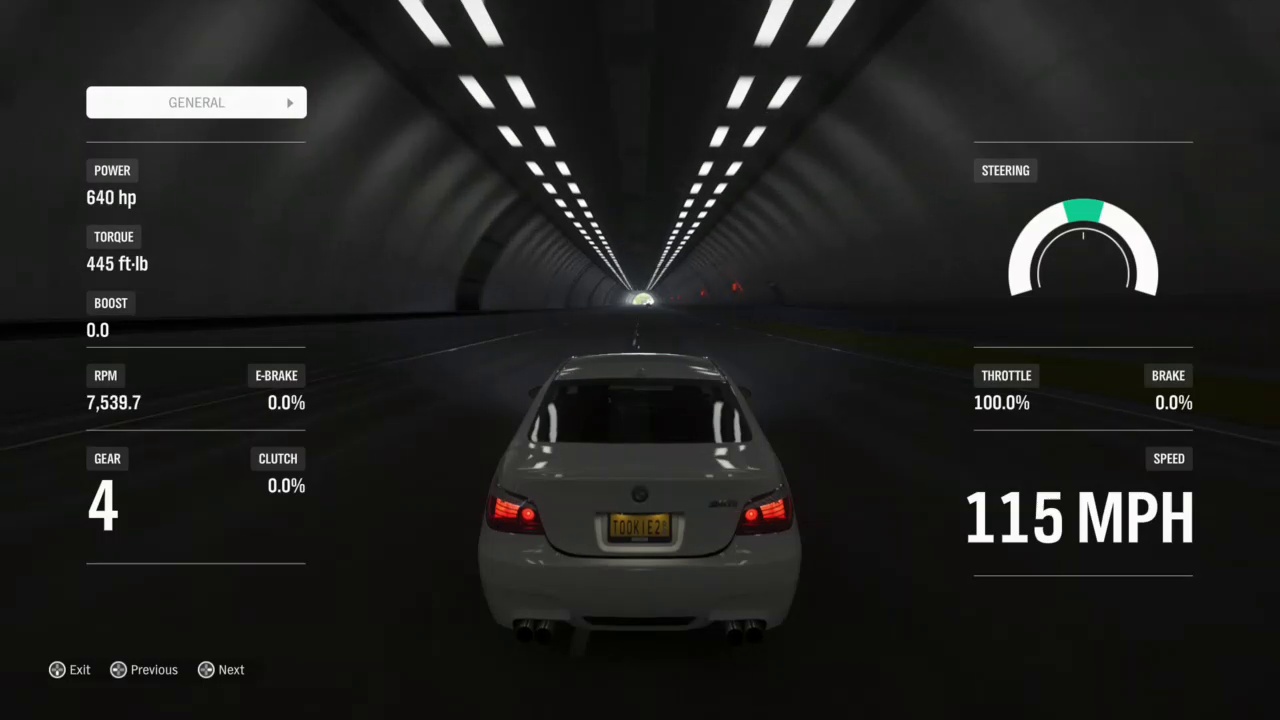 GENERAL
POWER
640 hp
TORQUE
445 ft·lb
BOOST
0.0
RPM
7,539.7
E-BRAKE
0.0%
GEAR
4
CLUTCH
0.0%
STEERING
THROTTLE
100.0%
BRAKE
0.0%
SPEED
115 MPH
TOOKIE2
Exit
Previous
Next